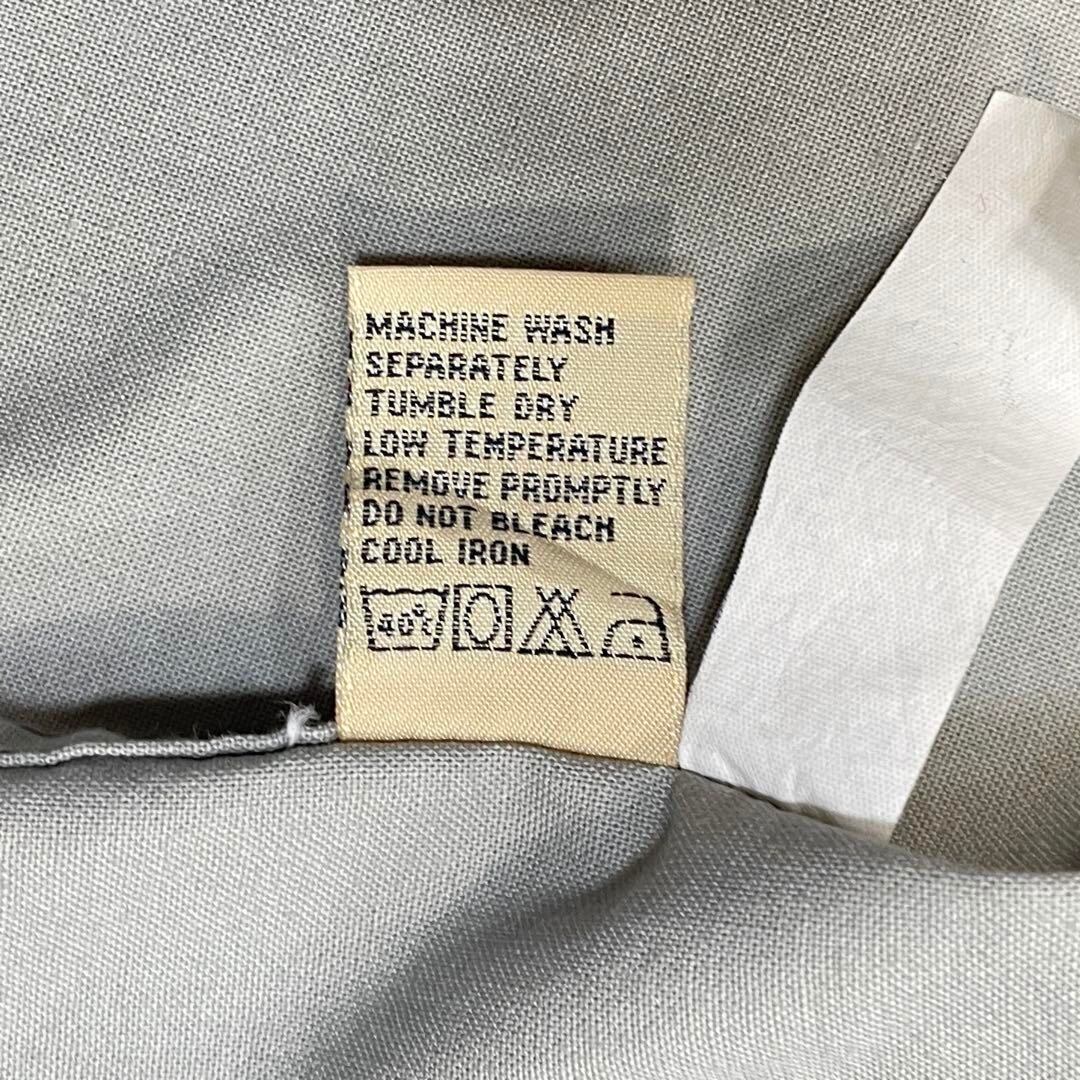 MACHINE WASH
SEPARATELY
TUMBLE DRY
LOW TEMPERATURE
REMOVE PROMPTLY
DO NOT BLEACH
COOL IRON
40°C